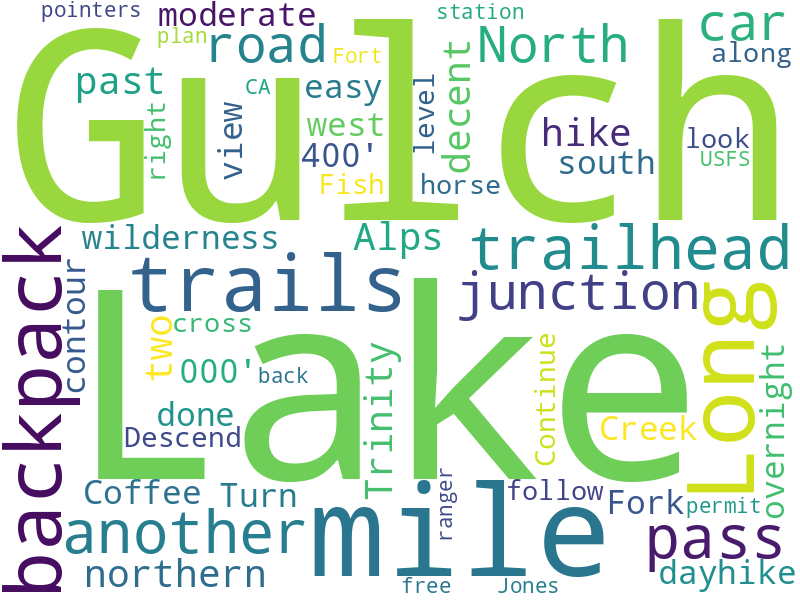 pointers
moderate
station
plan
road
Fort
North
car
along
past
CA
easy
view
level
decent
right
west
400'
hike
look
south
USFS
Fish
horse
Gulch
wilderness
Alps
trailhead
backpack
contour
trails
junction
Long
two
cross
000'
back
Trinity
Continue
Lake
overnight
done
Descend
Creek
Coffee
Turn
ranger
follow
Fork
permit
another
mile
pass
northern
free
Jones
dayhike